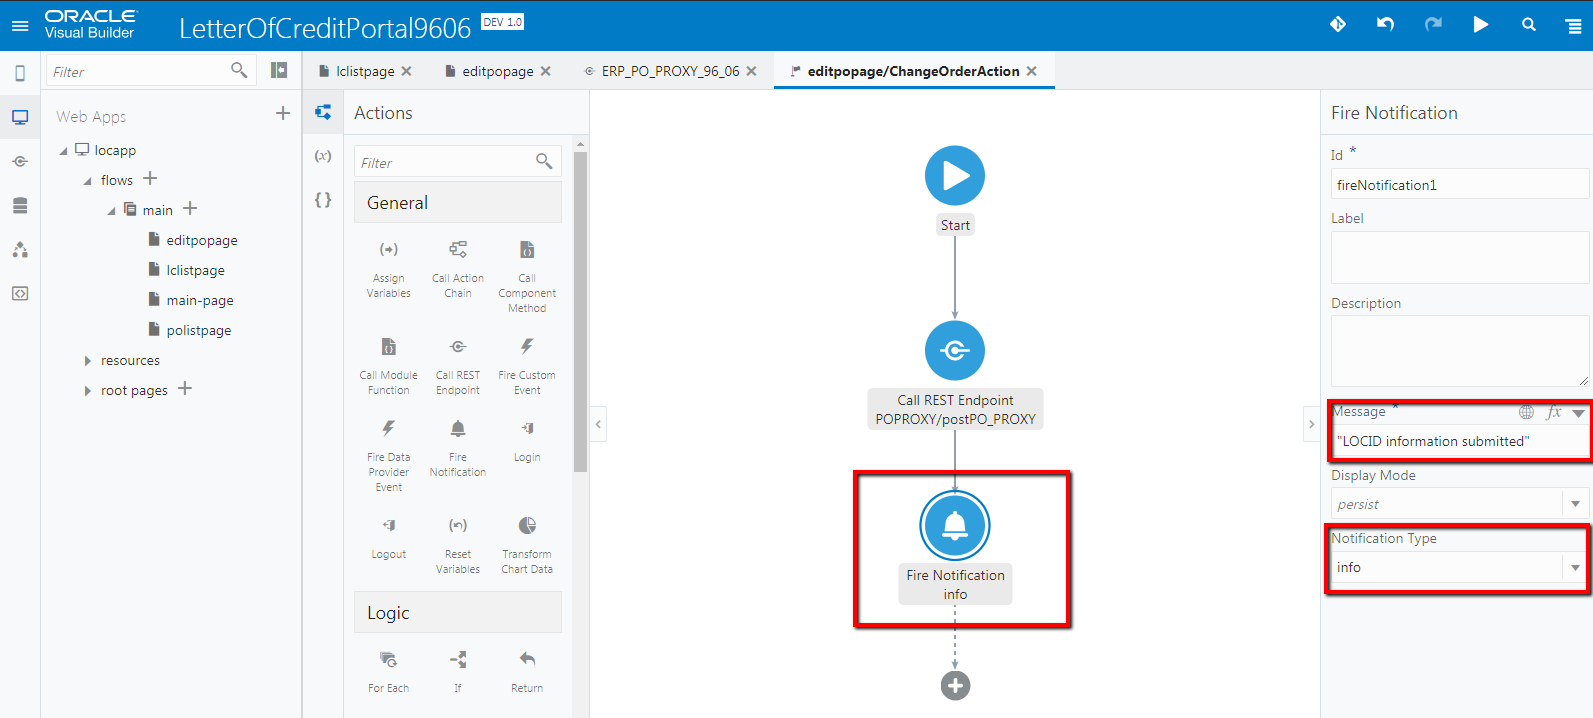 ORACLE
Visual Builder
LetterOfCreditPortal9606
DEV 1.0
Filter
lclistpage
editpopage
ERP_PO_PROXY_96_06
editpopage/ChangeOrderAction
Web Apps
locapp
flows
main
editpopage
lclistpage
main-page
polistpage
resources
root pages
(x)
{ }
Actions
Filter
General
Assign
Variables
Call Action
Chain
Call
Component
Method
Call Module
Function
Call REST
Endpoint
Fire Custom
Event
Fire Data
Provider
Event
Fire
Notification
Login
Logout
Reset
Variables
Transform
Chart Data
Logic
For Each
If
Return
Start
Call REST Endpoint
POPROXY/postPO_PROXY
Fire Notification
info
Fire Notification
Id *
fireNotification1
Label
Description
Message * fx
"LOCID information submitted"
Display Mode
persist
Notification Type
info